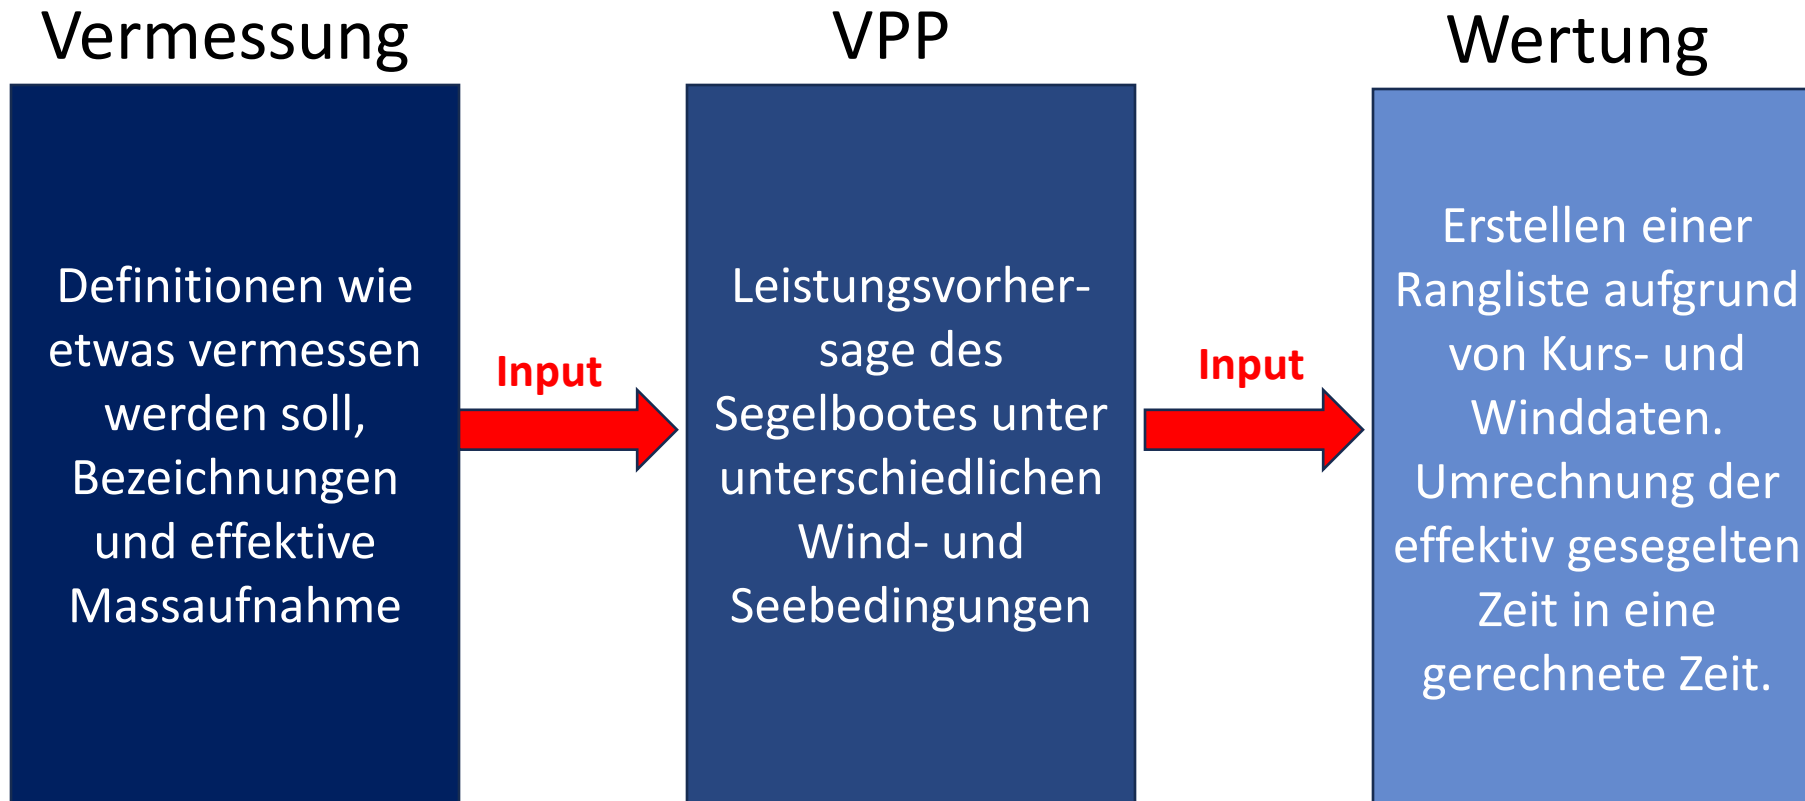 Vermessung
Definitionen wie
etwas vermessen
werden soll,
Bezeichnungen
und effektive
Massaufnahme
Input
VPP
Leistungsvorher-
sage des
Segelbootes unter
unterschiedlichen
Wind- und
Seebedingungen
Input
Wertung
Erstellen einer
Rangliste aufgrund
von Kurs- und
Winddaten.
Umrechnung der
effektiv gesegelten
Zeit in eine
gerechnete Zeit.